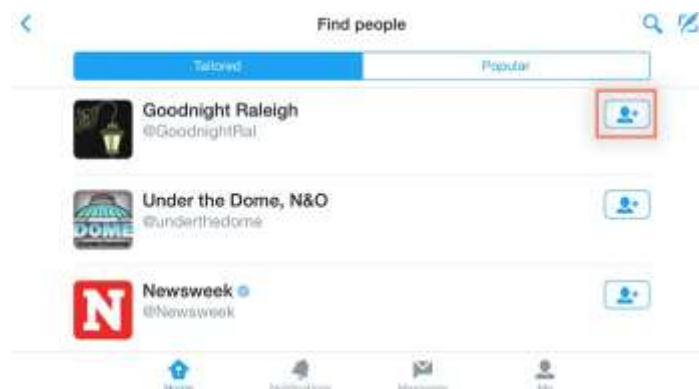 Find people
Tailored
Popular
Goodnight Raleigh
@GoodnightRal
DOME
Under the Dome, N&O
@underthedome
N
Newsweek
@Newsweek
Home
Notifications
Messages
Me